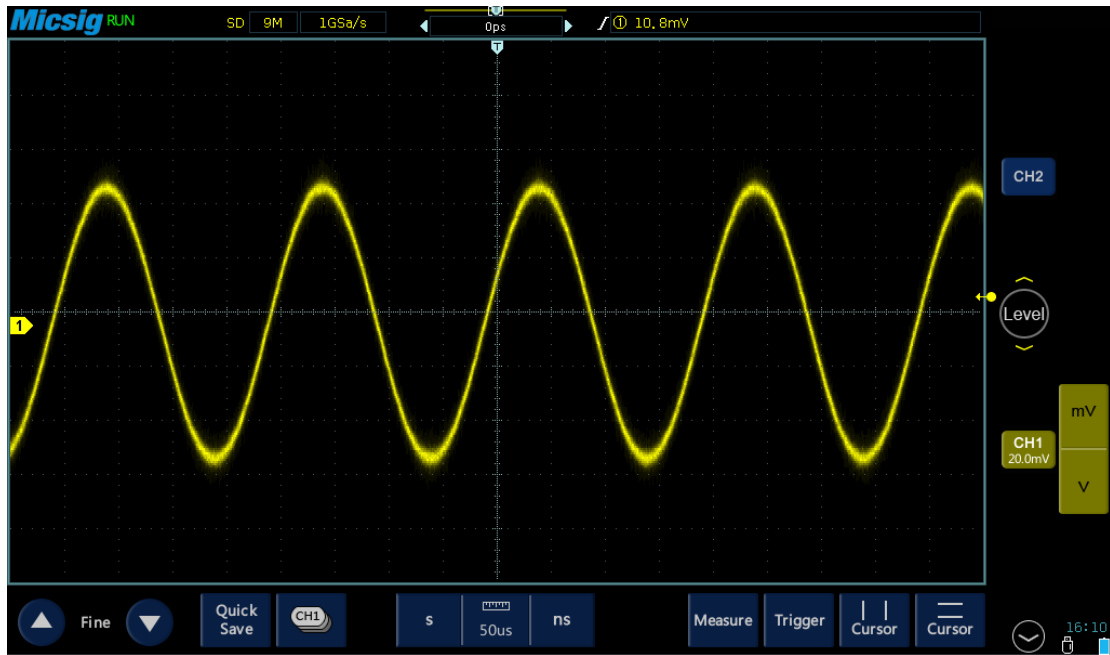 Micsig RUN SD 9M 1GSa/s 0ps ① 10.8mV
T
CH2
1
Level
mV
CH1
20.0mV
V
Fine
Quick
Save
CH1
s
50us
ns
Measure
Trigger
Cursor
Cursor
16:10